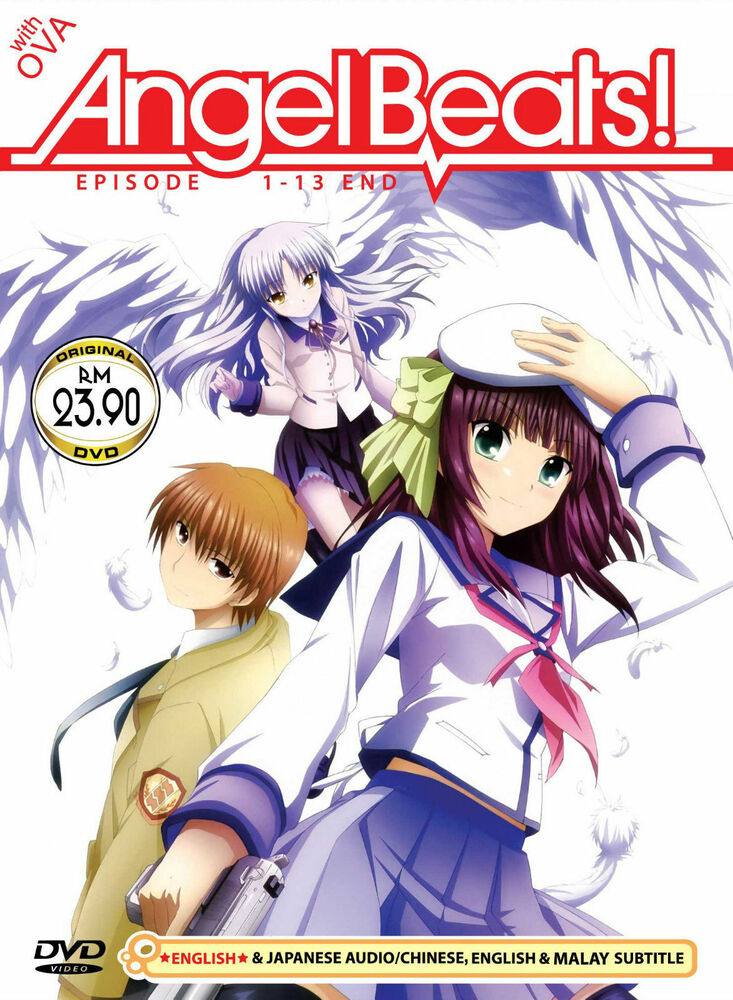 with
OVA
Angel Beats!
EPISODE 1-13 END
ORIGINAL
RM
23.90
DVD
DVD
VIDEO
★ENGLISH★ & JAPANESE AUDIO/CHINESE, ENGLISH & MALAY SUBTITLE